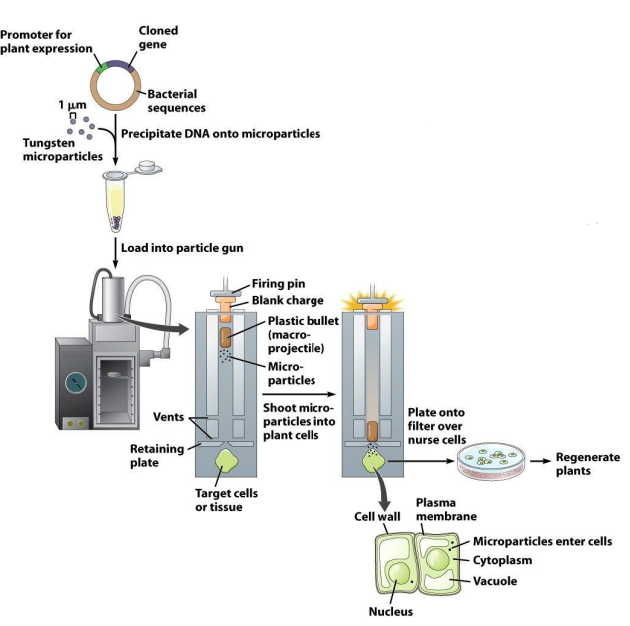 Promoter for
plant expression
Cloned
gene
Bacterial
sequences
1 μm
Tungsten
microparticles
Precipitate DNA onto microparticles
Load into particle gun
Firing pin
Blank charge
Plastic bullet
(macro-
projectile)
Micro-
particles
Vents
Retaining
plate
Target cells
or tissue
Shoot micro-
particles into
plant cells
Plate onto
filter over
nurse cells
Regenerate
plants
Cell wall
Plasma
membrane
Microparticles enter cells
Cytoplasm
Vacuole
Nucleus